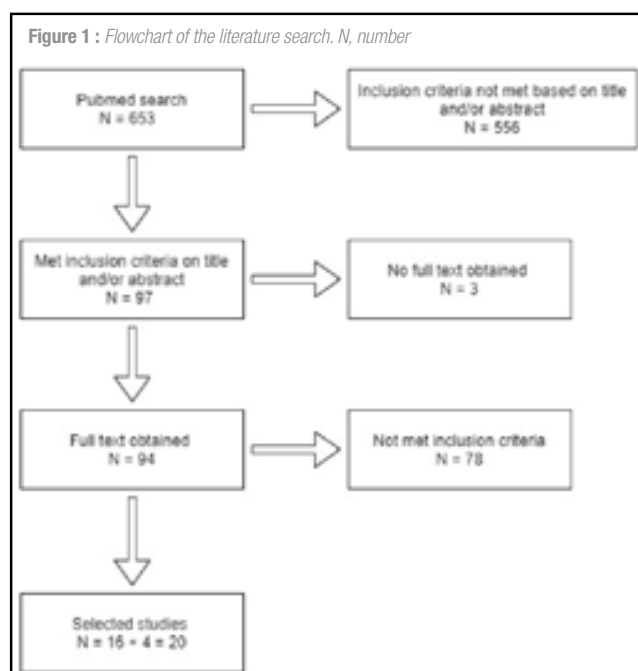 Figure 1 : Flowchart of the literature search. N, number
Pubmed search
N = 653
Inclusion criteria not met based on title
and/or abstract
N = 556
Met inclusion criteria on title
and/or abstract
N = 97
No full text obtained
N = 3
Full text obtained
N = 94
Not met inclusion criteria
N = 78
Selected studies
N = 16 + 4 = 20